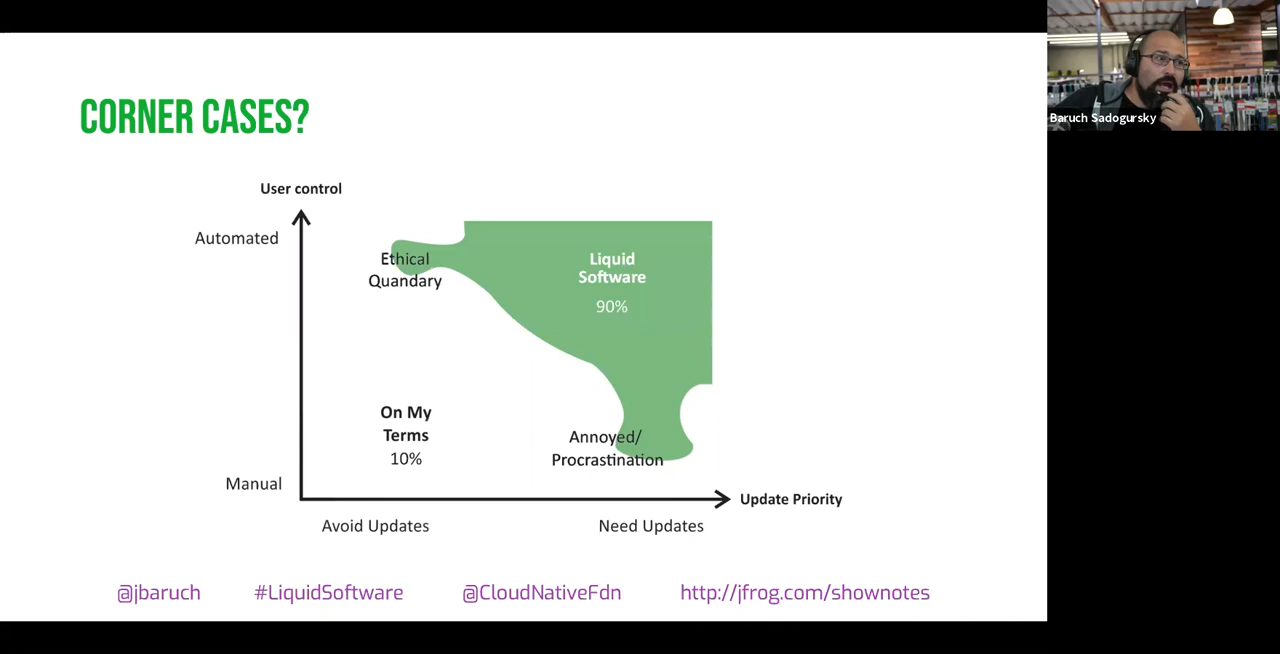 CORNER CASES?
Baruch Sadogursky
User control
Automated
Ethical
Quandary
Liquid
Software
90%
On My
Terms
10%
Annoyed/
Procrastination
Manual
Update Priority
Avoid Updates
Need Updates
@jbaruch
#LiquidSoftware
@CloudNativeFdn
http://jfrog.com/shownotes